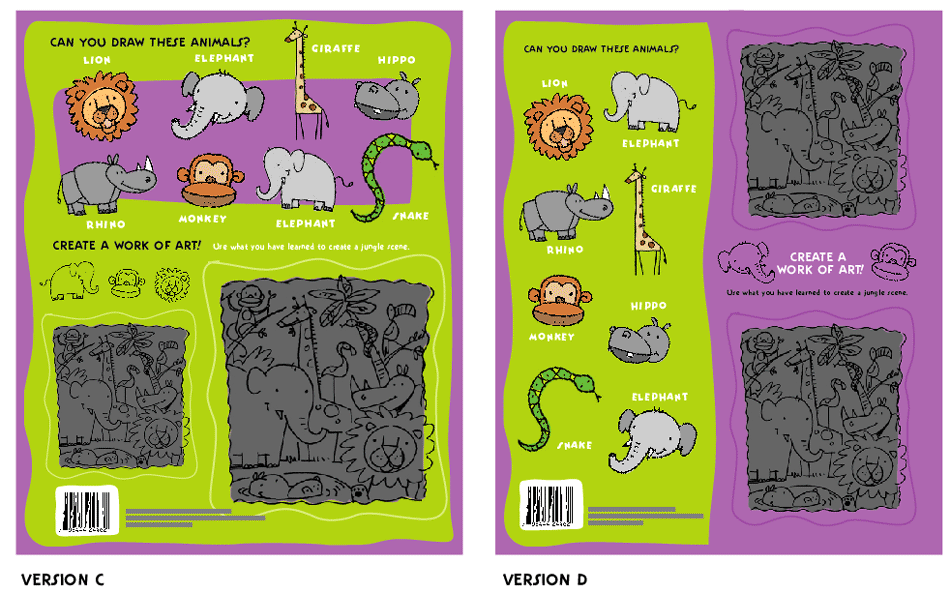 CAN YOU DRAW THESE ANIMALS?
LION
ELEPHANT
GIRAFFE
HIPPO
RHINO
MONKEY
ELEPHANT
SNAKE
CREATE A WORK OF ART! Use what you have learned to create a jungle scene.
VERSION C
CAN YOU DRAW THESE ANIMALS?
LION
ELEPHANT
GIRAFFE
RHINO
MONKEY
HIPPO
ELEPHANT
SNAKE
CREATE A
WORK OF ART!
Use what you have learned to create a jungle scene.
VERSION D